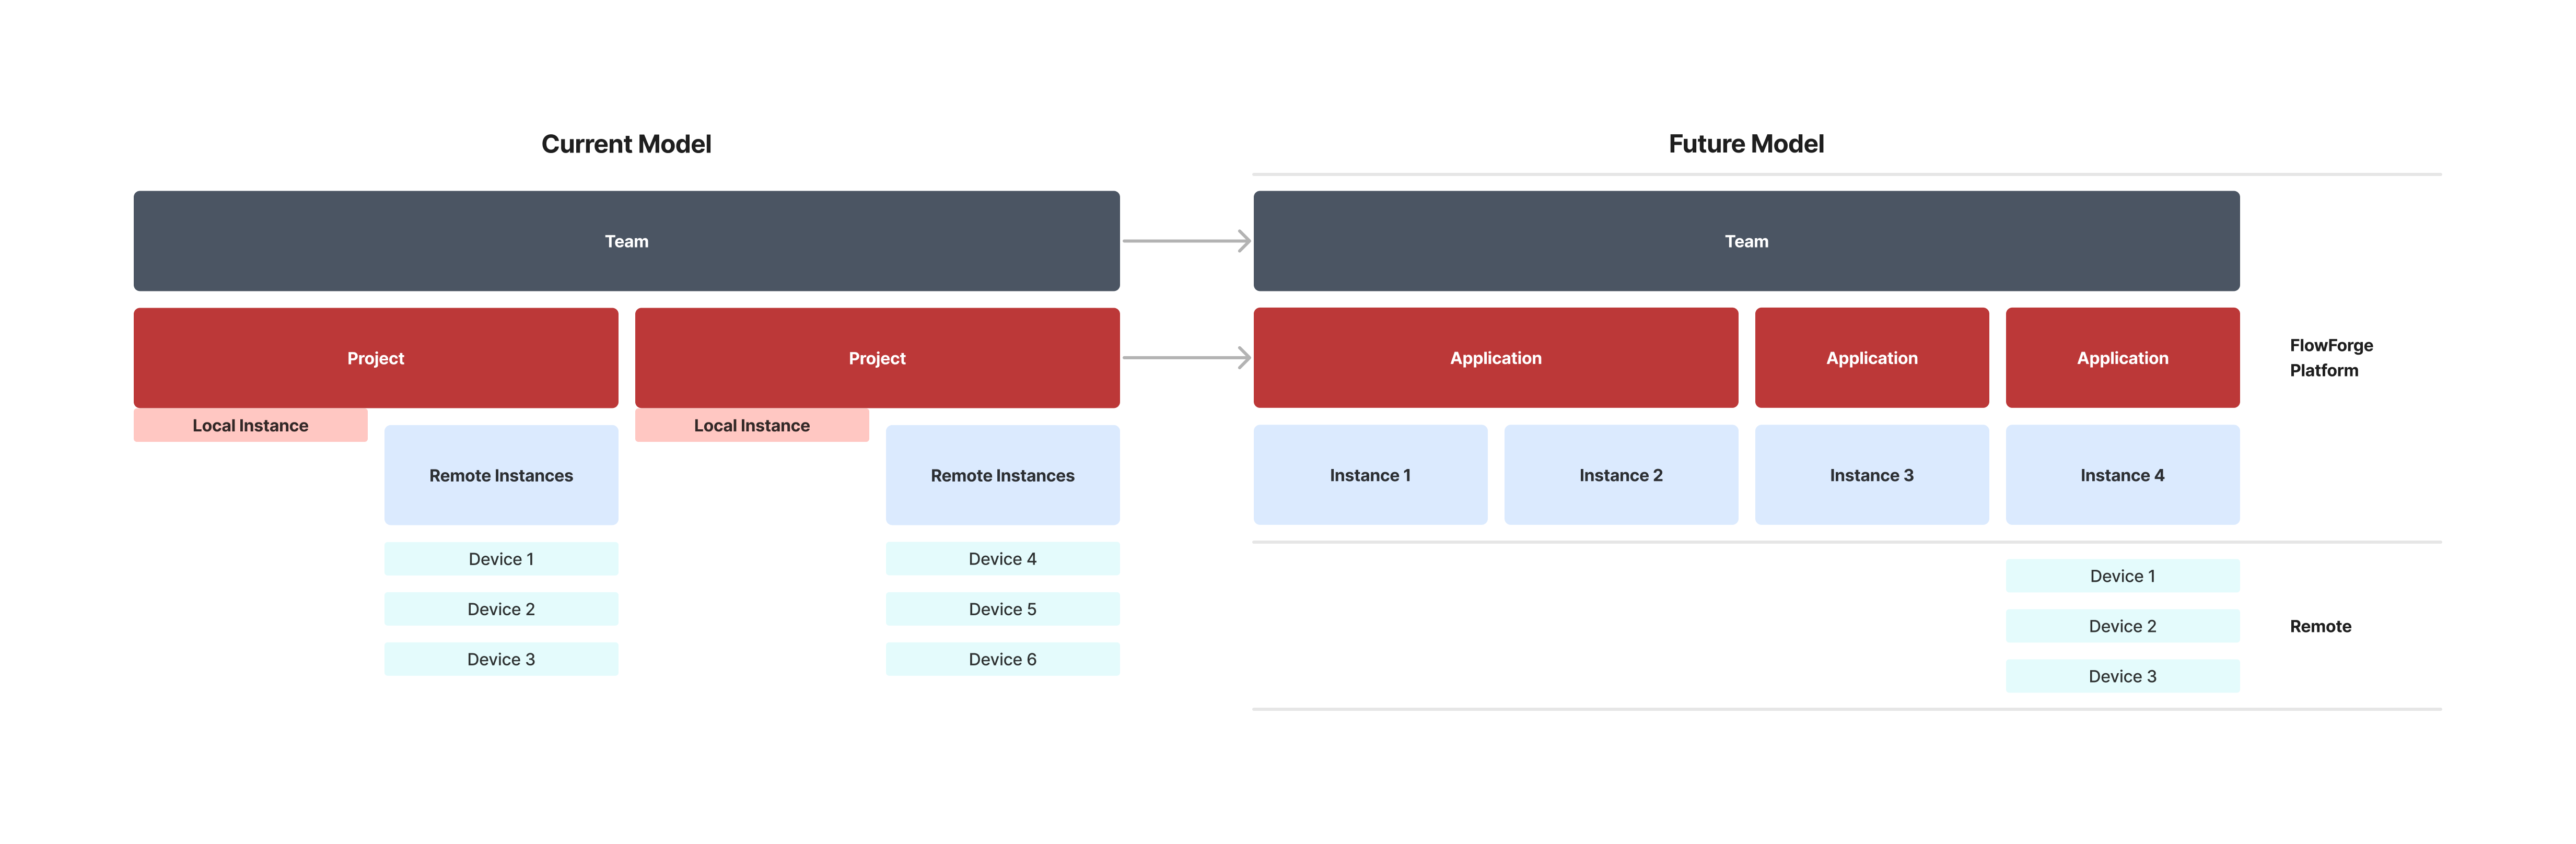 Current Model
Team
Project
Project
Local Instance
Local Instance
Remote Instances
Remote Instances
Device 1
Device 4
Device 2
Device 5
Device 3
Device 6
Future Model
Team
Application
Application
Application
FlowForge
Platform
Instance 1
Instance 2
Instance 3
Instance 4
Device 1
Device 2
Device 3
Remote